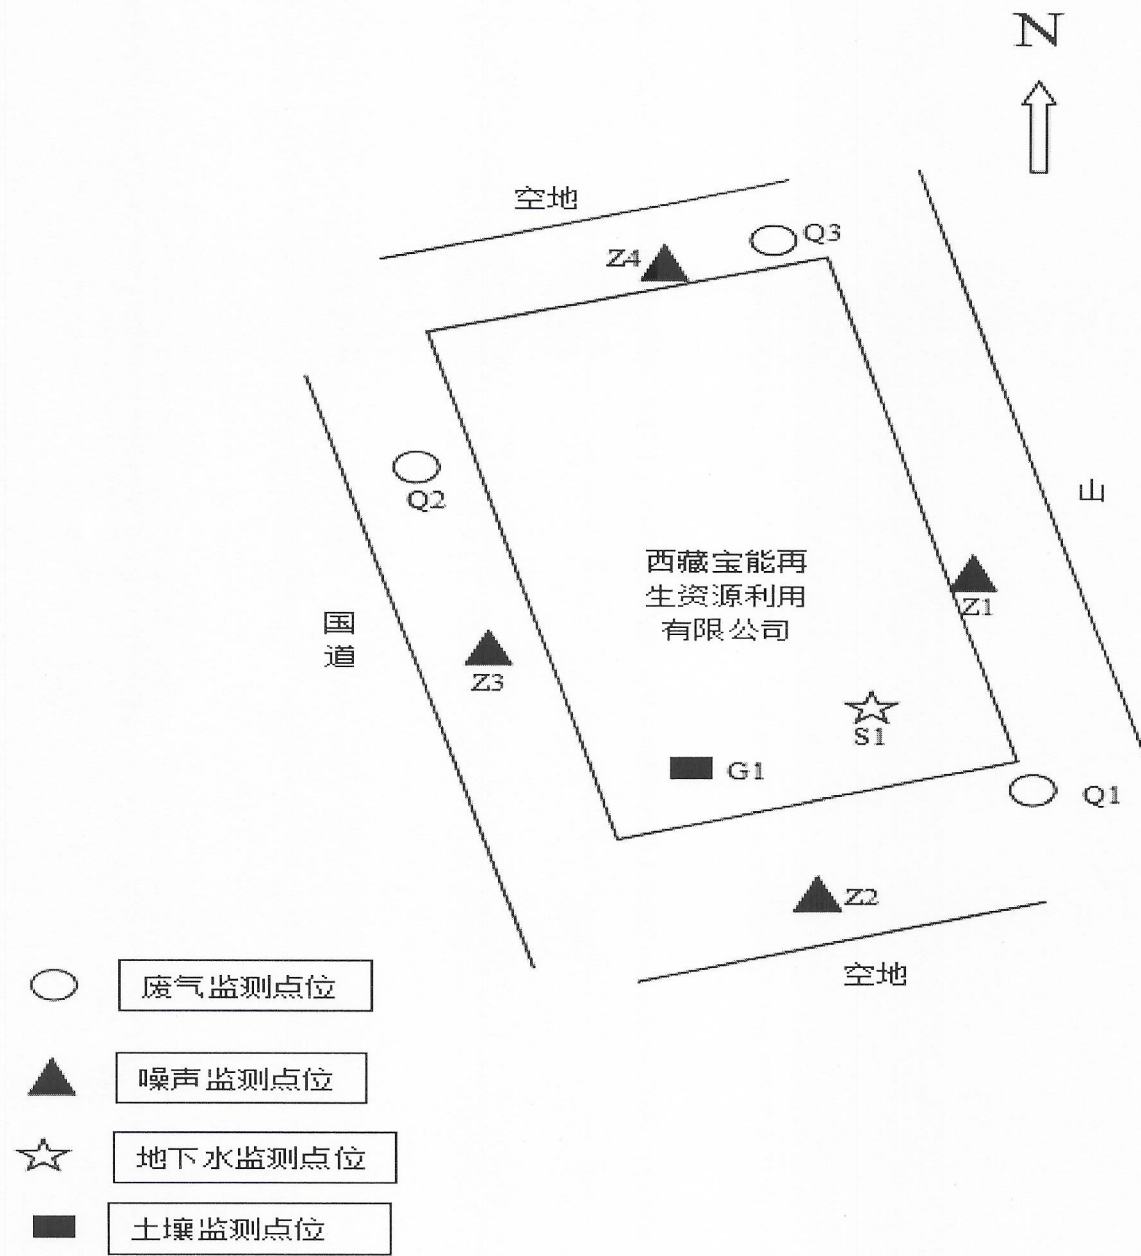 N
空地
Q3
Z4
Q2
山
西藏宝能再
生资源利用
有限公司
Z1
国
道
Z3
S1
G1
Q1
Z2
空地
废气监测点位
噪声监测点位
地下水监测点位
土壤监测点位